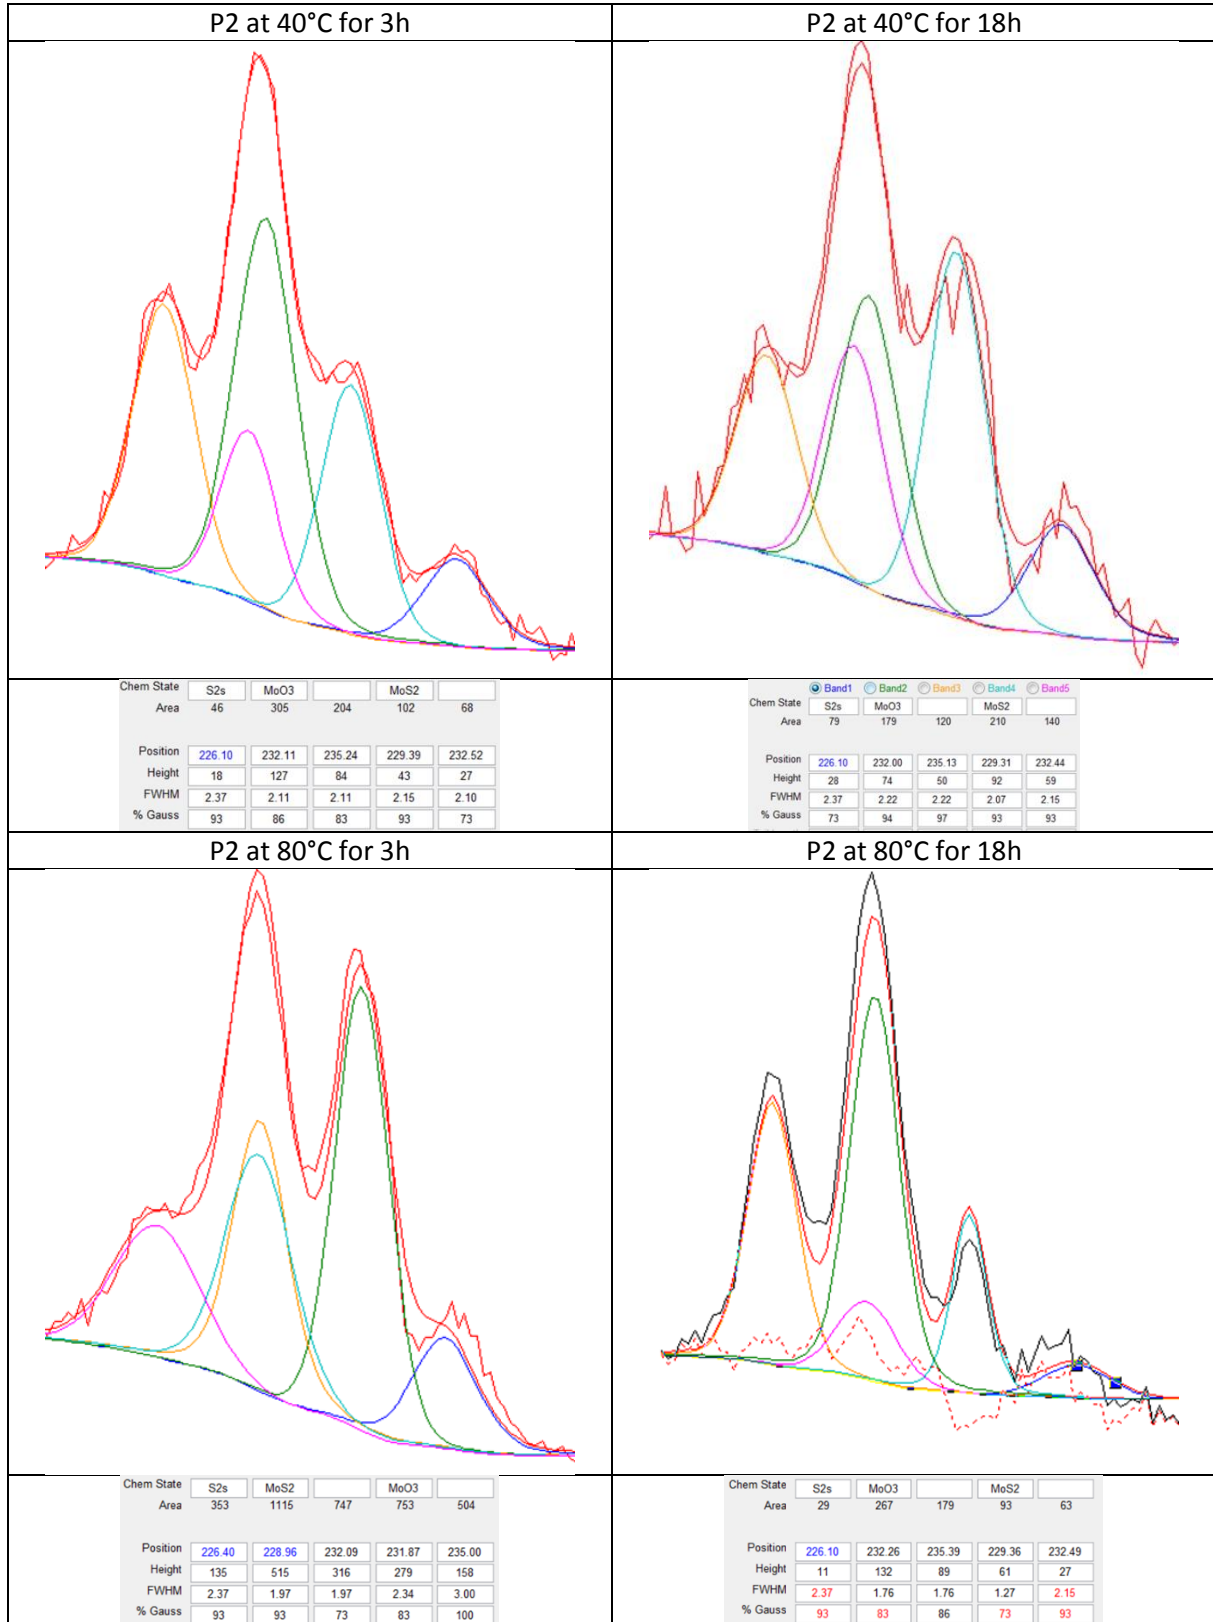 P2 at 40°C for 3h
P2 at 40°C for 18h
Chem State S2s MoO3 MoS2
Area 46 305 204 102 68
Position 226.10 232.11 235.24 229.39 232.52
Height 18 127 84 43 27
FWHM 2.37 2.11 2.11 2.15 2.10
% Gauss 93 86 83 93 73
Band1 Band2 Band3 Band4 Band5
Chem State S2s MoO3 MoS2
Area 79 179 120 210 140
Position 226.10 232.00 235.13 229.31 232.44
Height 28 74 50 92 59
FWHM 2.37 2.22 2.22 2.07 2.15
% Gauss 73 94 97 93 93
P2 at 80°C for 3h
P2 at 80°C for 18h
Chem State S2s MoS2 MoO3
Area 353 1115 747 753 504
Position 226.40 228.96 232.09 231.87 235.00
Height 135 515 316 279 158
FWHM 2.37 1.97 1.97 2.34 3.00
% Gauss 93 93 73 83 100
Chem State S2s MoO3 MoS2
Area 29 267 179 93 63
Position 226.10 232.26 235.39 229.36 232.49
Height 11 132 89 61 27
FWHM 2.37 1.76 1.76 1.27 2.15
% Gauss 93 83 86 73 93